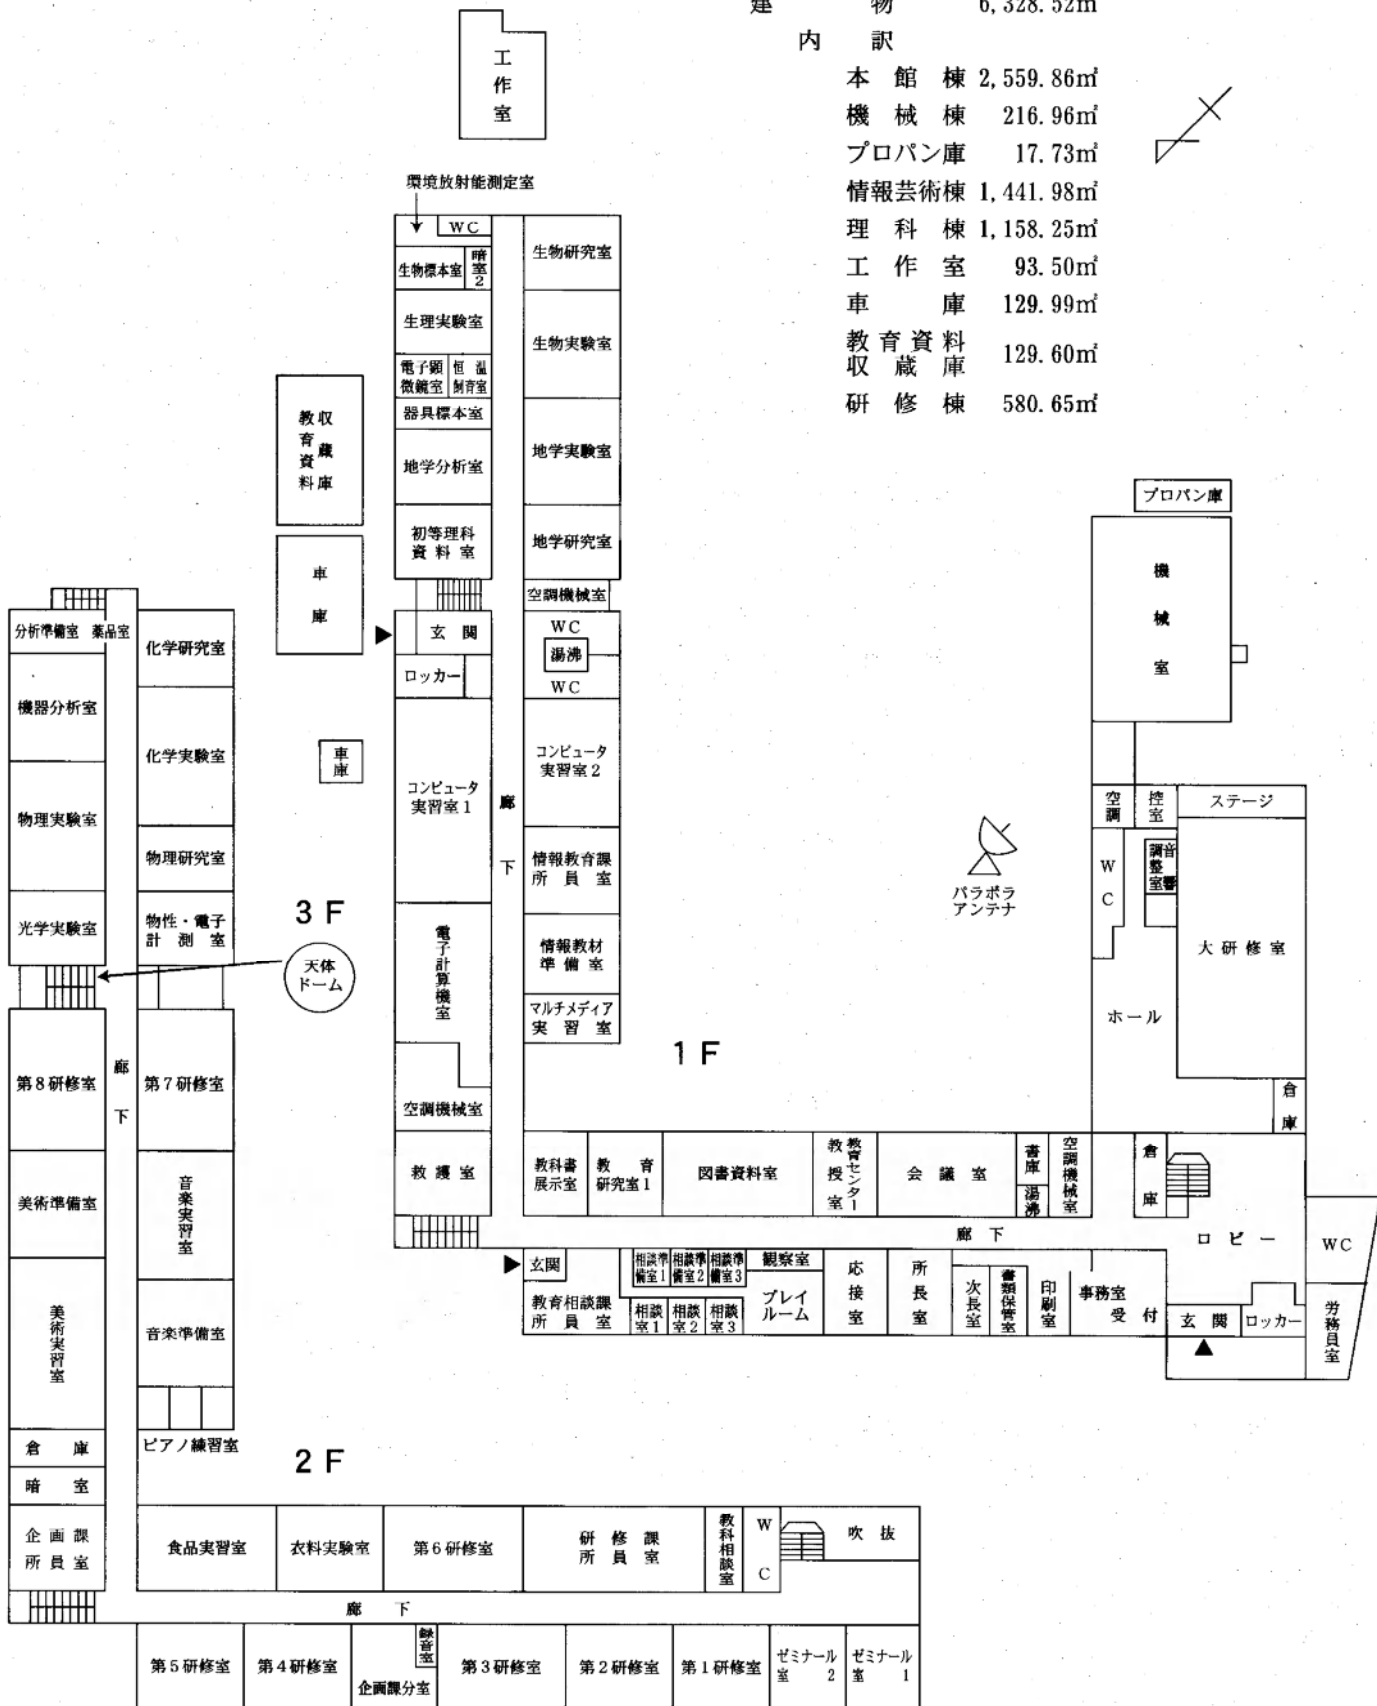 建 物 6,328.52㎡
内 訳
本館棟 2,559.86㎡
機械棟 216.96㎡
プロパン庫 17.73㎡
情報芸術棟 1,441.98㎡
理科棟 1,158.25㎡
工作室 93.50㎡
車庫 129.99㎡
教育資料
収蔵庫 129.60㎡
研修棟 580.65㎡
工作室
環境放射能測定室
WC
生物標本室
暗室2
生物研究室
生理実験室
生物実験室
電子顕
微鏡室
恒温
飼育室
器具標本室
地学分析室
地学実験室
初等理科
資料室
地学研究室
空調機械室
教育資料
収蔵庫
車庫
玄関
ロッカー
WC
湯沸
WC
車庫
コンピュータ
実習室1
コンピュータ
実習室2
廊下
情報教育課
所員室
電子計算機室
情報教材
準備室
マルチメディア
実習室
空調機械室
救護室
1F
プロパン庫
機械室
空調
控室
ステージ
WC
音響
調整室
大研修室
パラボラ
アンテナ
ホール
倉庫
教科書
展示室
教育
研究室1
図書資料室
教育センター
教授室
会議室
書庫
湯沸
空調機械室
倉庫
廊下
ロビー
WC
玄関
教育相談課
所員室
相談準
備室1
相談準
備室2
相談準
備室3
観察室
相談
室1
相談
室2
相談
室3
プレイ
ルーム
応接室
所長室
次長室
書類保管室
印刷室
事務室
受付
玄関
ロッカー
労務員室
分析準備室
薬品室
化学研究室
機器分析室
化学実験室
物理実験室
物理研究室
光学実験室
物性・電子
計測室
3F
天体
ドーム
第8研修室
廊下
第7研修室
美術準備室
音楽実習室
美術実習室
音楽準備室
ピアノ練習室
倉庫
暗室
2F
企画課
所員室
食品実習室
衣料実験室
第6研修室
研修課
所員室
教科相談室
WC
吹抜
廊下
第5研修室
第4研修室
録音室
企画課分室
第3研修室
第2研修室
第1研修室
ゼミナール
室 2
ゼミナール
室 1